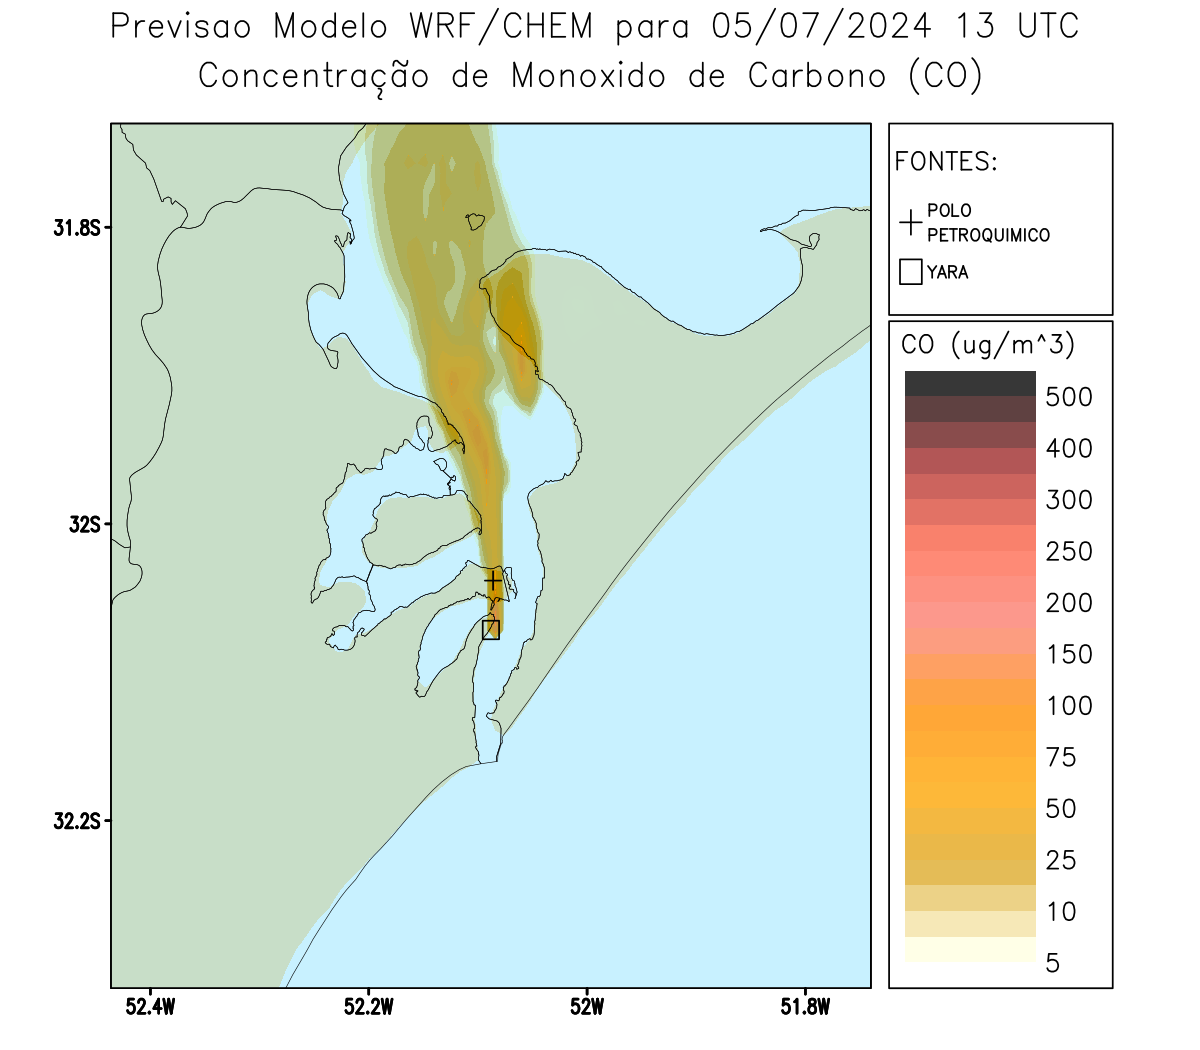 Previsao Modelo WRF/CHEM para 05/07/2024 13 UTC
Concentração de Monoxido de Carbono (CO)
FONTES:
POLO
PETROQUIMICO
YARA
CO (ug/m^3)
500
400
300
250
200
150
100
75
50
25
10
5
31.8S
32S
32.2S
52.4W
52.2W
52W
51.8W